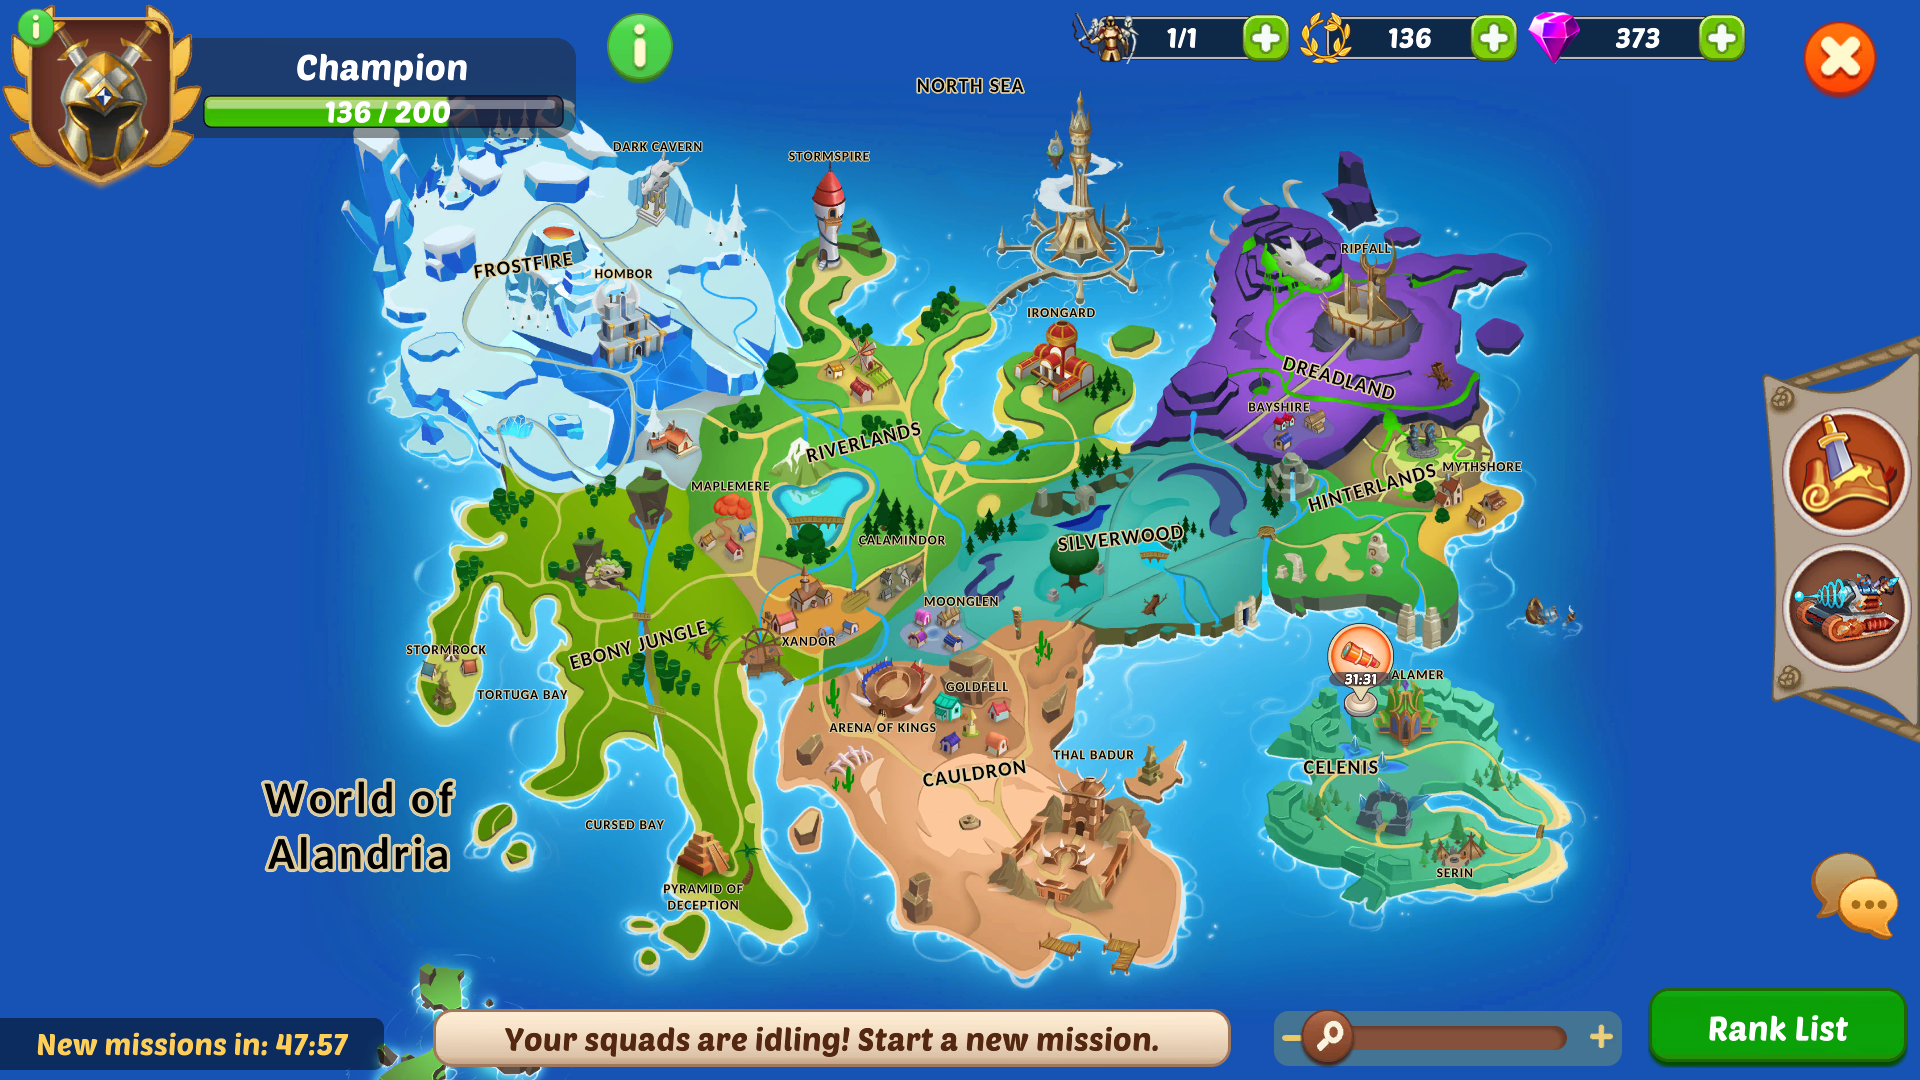 Champion
136 / 200
1/1
136
373
NORTH SEA
DARK CAVERN
STORMSPIRE
RIPFALL
FROSTFIRE
HOMBOR
IRONGARD
DREADLAND
BAYSHIRE
RIVERLANDS
MYTHSHORE
HINTERLANDS
MAPLEMERE
CALAMINDOR
SILVERWOOD
MOONGLEN
XANDOR
EBONY JUNGLE
STORMROCK
TORTUGA BAY
31:31
ALAMER
GOLDFELL
ARENA OF KINGS
THAL BADUR
CELENIS
CAULDRON
World of
Alandria
CURSED BAY
SERIN
PYRAMID OF
DECEPTION
New missions in: 47:57
Your squads are idling! Start a new mission.
Rank List